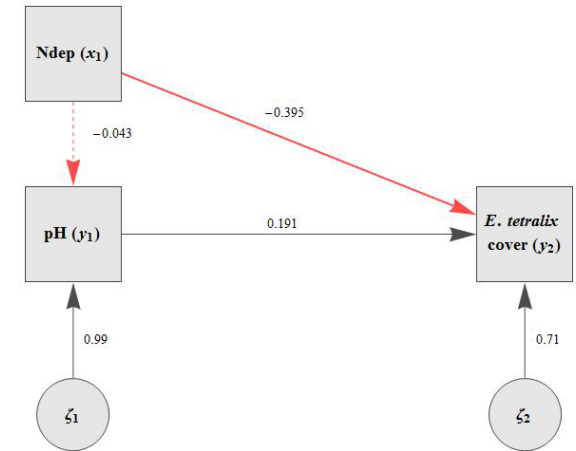 Ndep (x₁)
−0.395
−0.043
pH (y₁)
0.191
E. tetralix
cover (y₂)
0.99
0.71
ζ₁
ζ₂